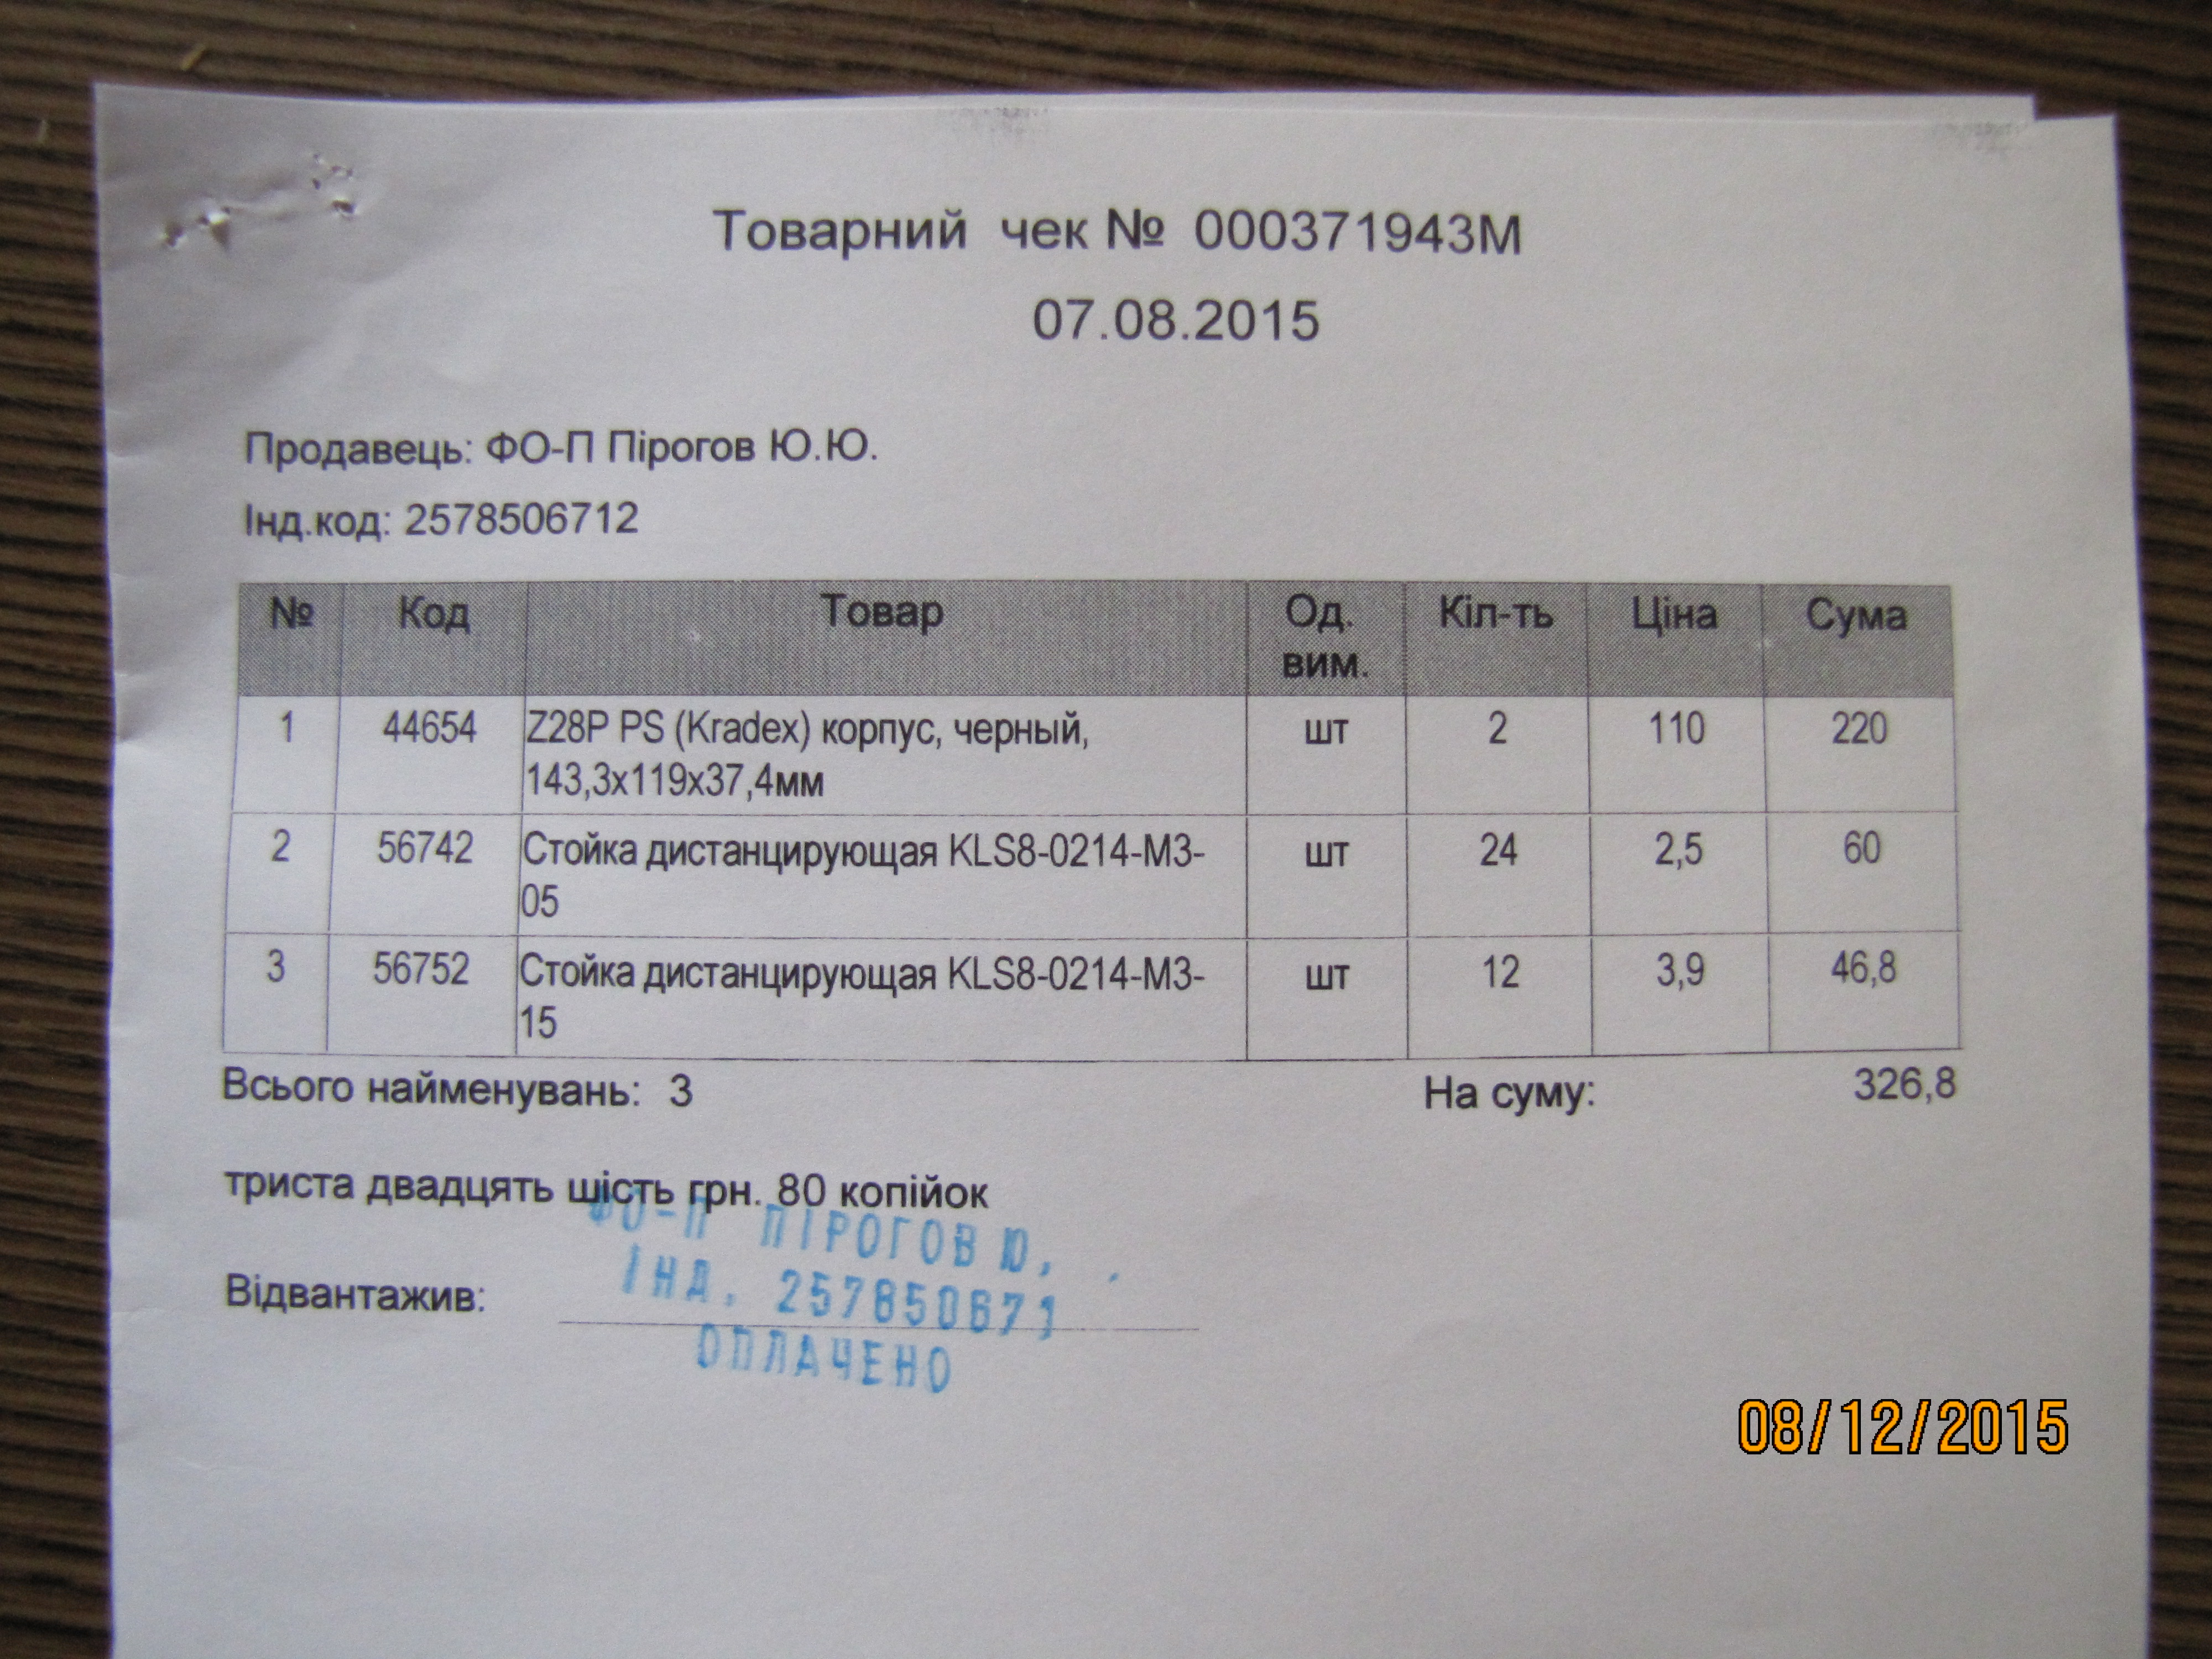 Товарний чек № 000371943М
07.08.2015
Продавець: ФО-П Пірогов Ю.Ю.
Інд.код: 2578506712
№ Код Товар Од. вим. Кіл-ть Ціна Сума
1 44654 Z28P PS (Kradex) корпус, черный, шт 2 110 220
143,3х119х37,4мм
2 56742 Стойка дистанцирующая KLS8-0214-M3- шт 24 2,5 60
05
3 56752 Стойка дистанцирующая KLS8-0214-M3- шт 12 3,9 46,8
15
Всього найменувань: 3 На суму: 326,8
триста двадцять шість грн. 80 копійок
ФО-П ПІРОГОВ Ю.
Відвантажив:
ІНД. 257850671
ОПЛАЧЕНО
08/12/2015